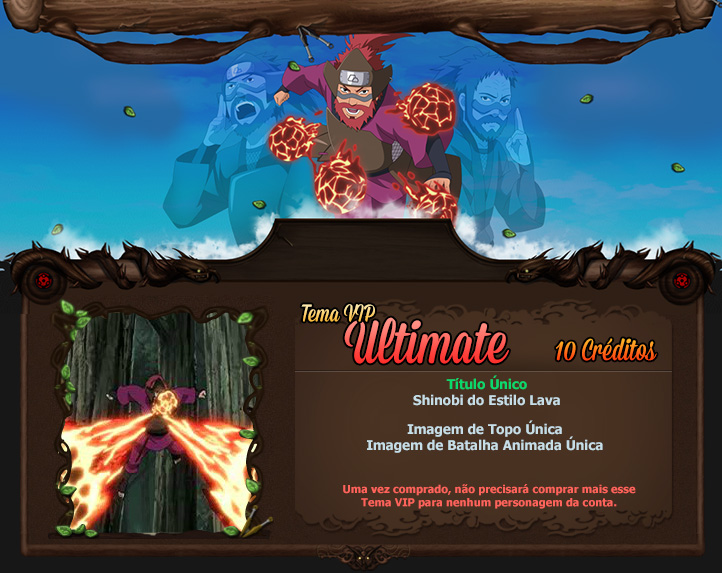 Tema VIP
Ultimate
10 Créditos
Título Único
Shinobi do Estilo Lava
Imagem de Topo Única
Imagem de Batalha Animada Única
Uma vez comprado, não precisará comprar mais esse
Tema VIP para nenhum personagem da conta.